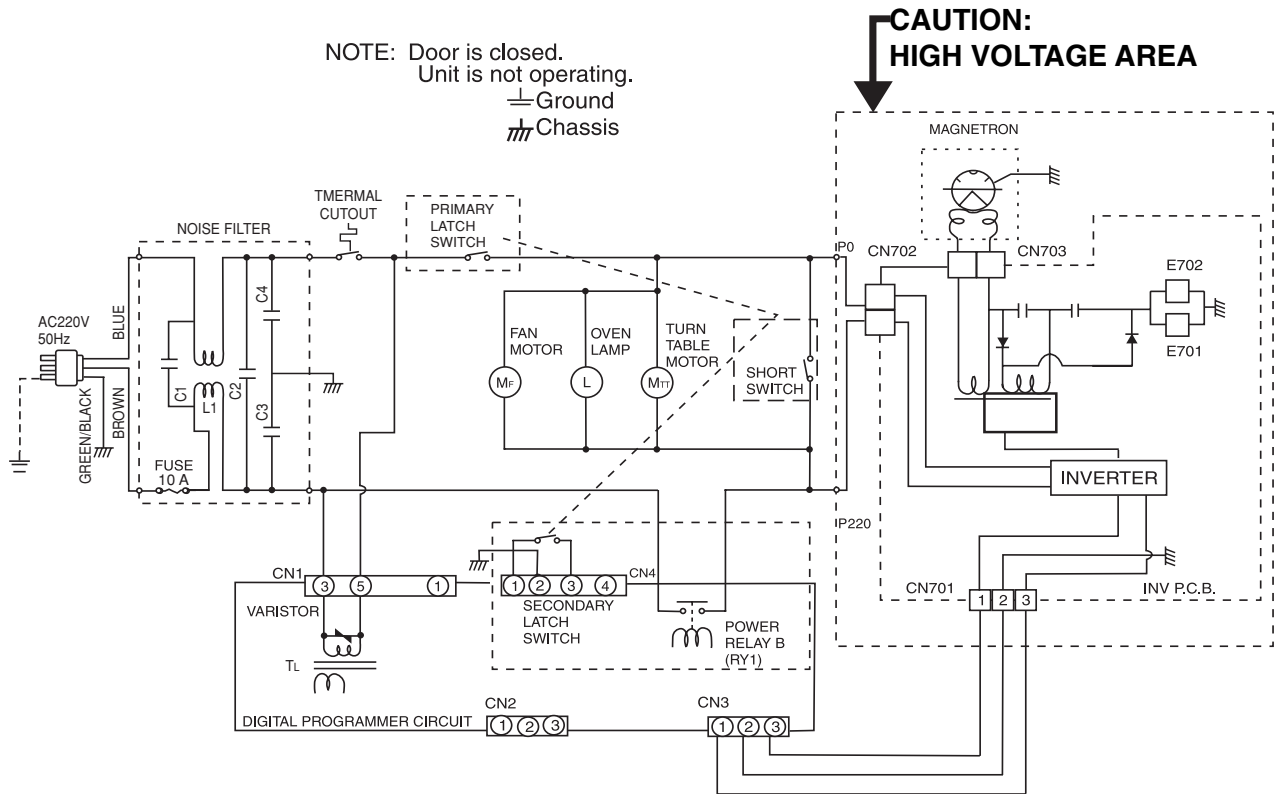 CAUTION:
HIGH VOLTAGE AREA
NOTE: Door is closed.
Unit is not operating.
Ground
Chassis
MAGNETRON
TMERMAL
CUTOUT
PRIMARY
LATCH
SWITCH
NOISE FILTER
P0
CN702
CN703
E702
E701
AC220V
50Hz
BLUE
BROWN
GREEN/BLACK
C1
L1
C2
C4
C3
FUSE
10 A
FAN
MOTOR
MF
OVEN
LAMP
L
TURN
TABLE
MOTOR
MTT
SHORT
SWITCH
INVERTER
P220
CN1
3 5 1
VARISTOR
TL
1 2 3 4
CN4
SECONDARY
LATCH
SWITCH
POWER
RELAY B
(RY1)
CN701
1 2 3
INV P.C.B.
DIGITAL PROGRAMMER CIRCUIT
CN2
1 2 3
CN3
1 2 3